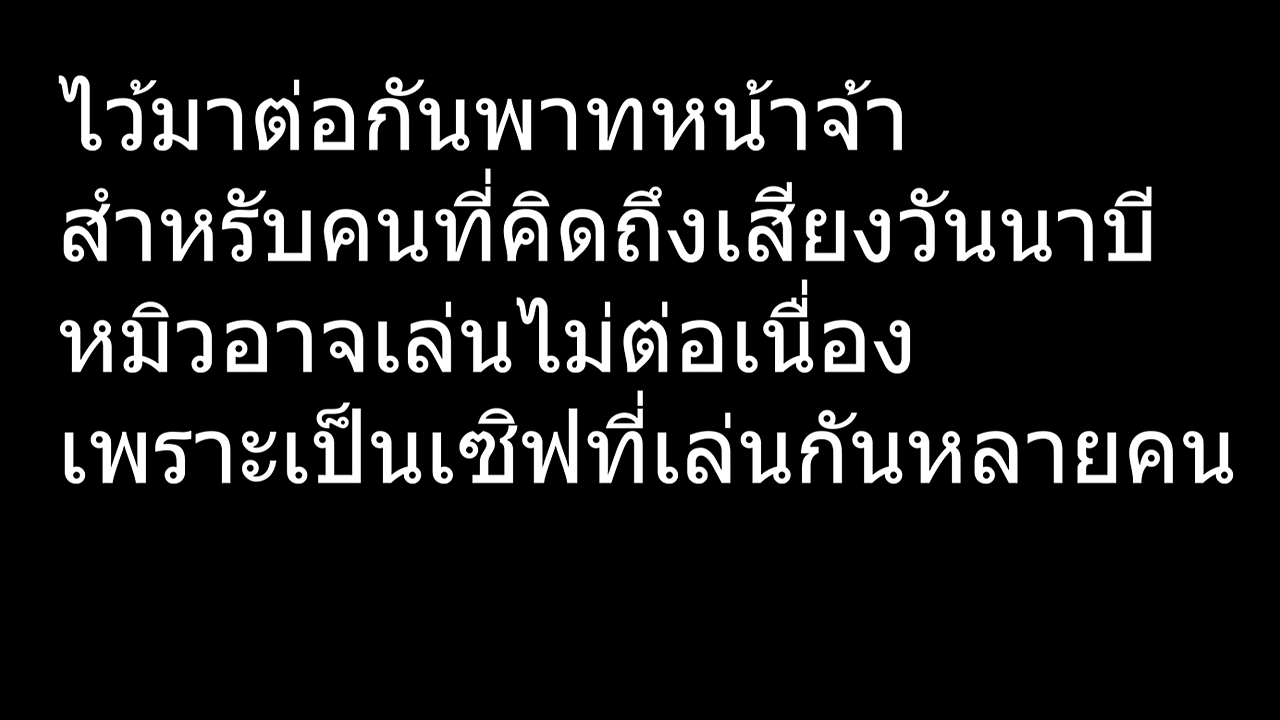 ไว้มาต่อกันพาทหน้าจ้า
สำหรับคนที่คิดถึงเสียงวันนาบี
หมิวอาจเล่นไม่ต่อเนื่อง
เพราะเป็นเซิฟที่เล่นกันหลายคน